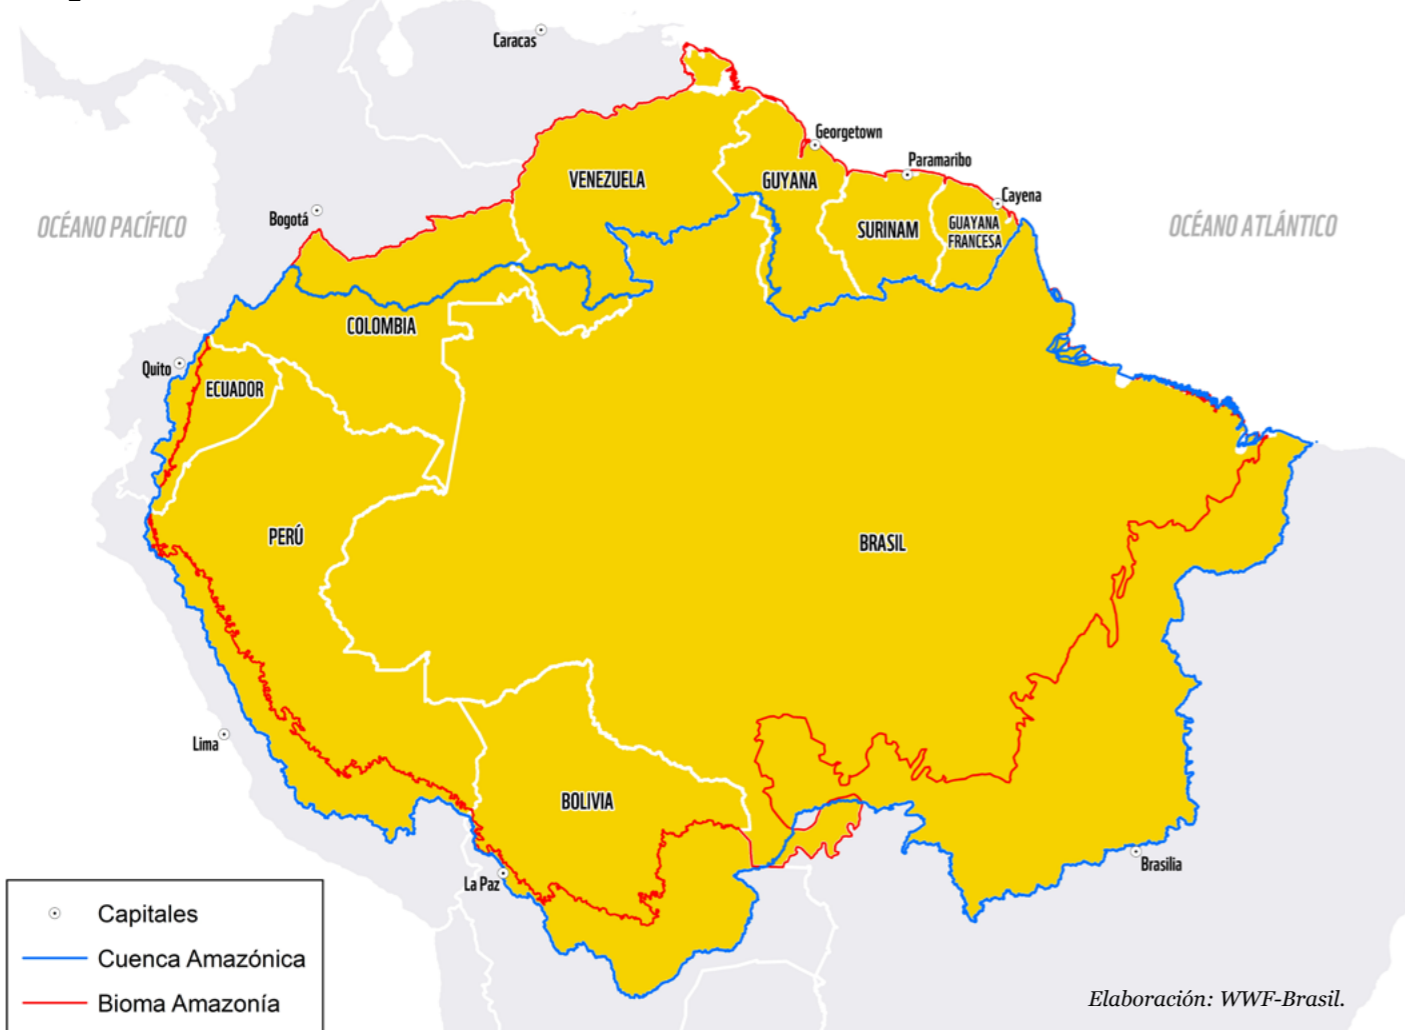 Caracas
Georgetown
Paramaribo
VENEZUELA
GUYANA
Cayena
Bogotá
OCÉANO PACÍFICO
SURINAM
GUAYANA
FRANCESA
OCÉANO ATLÁNTICO
COLOMBIA
Quito
ECUADOR
PERÚ
BRASIL
Lima
BOLIVIA
Brasilia
La Paz
Capitales
Cuenca Amazónica
Bioma Amazonía
Elaboración: WWF-Brasil.